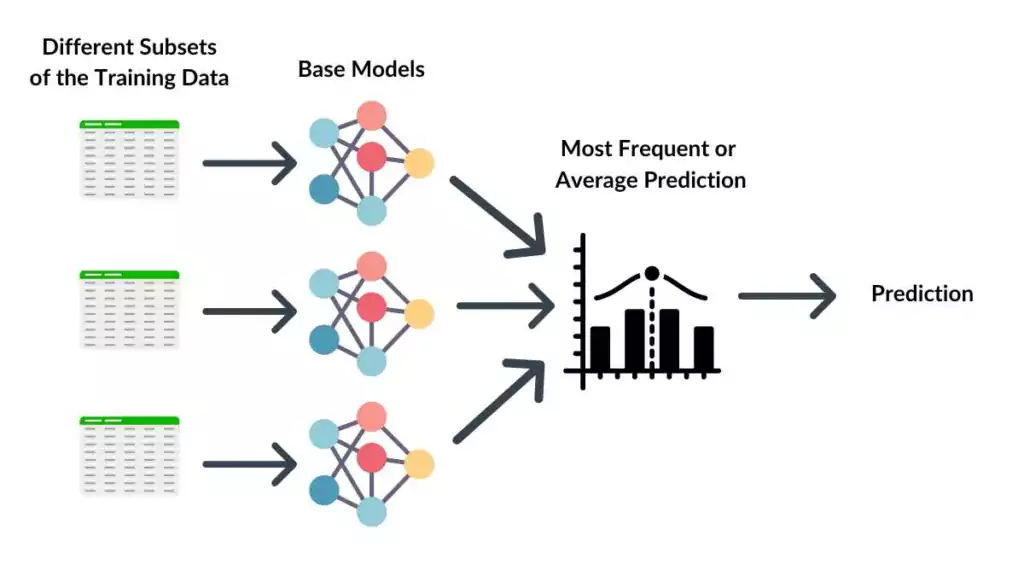 Different Subsets
of the Training Data
Base Models
Most Frequent or
Average Prediction
Prediction